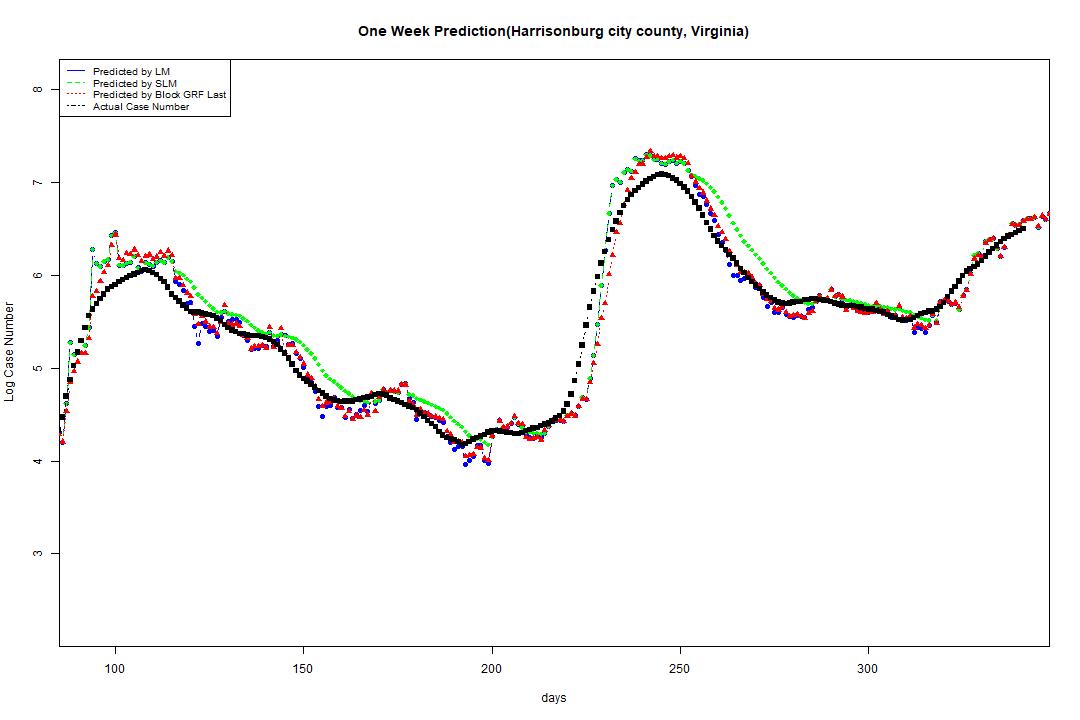 One Week Prediction(Harrisonburg city county, Virginia)
Predicted by LM
Predicted by SLM
Predicted by Block GRF Last
Actual Case Number
8
7
6
5
4
3
Log Case Number
100
150
200
250
300
days